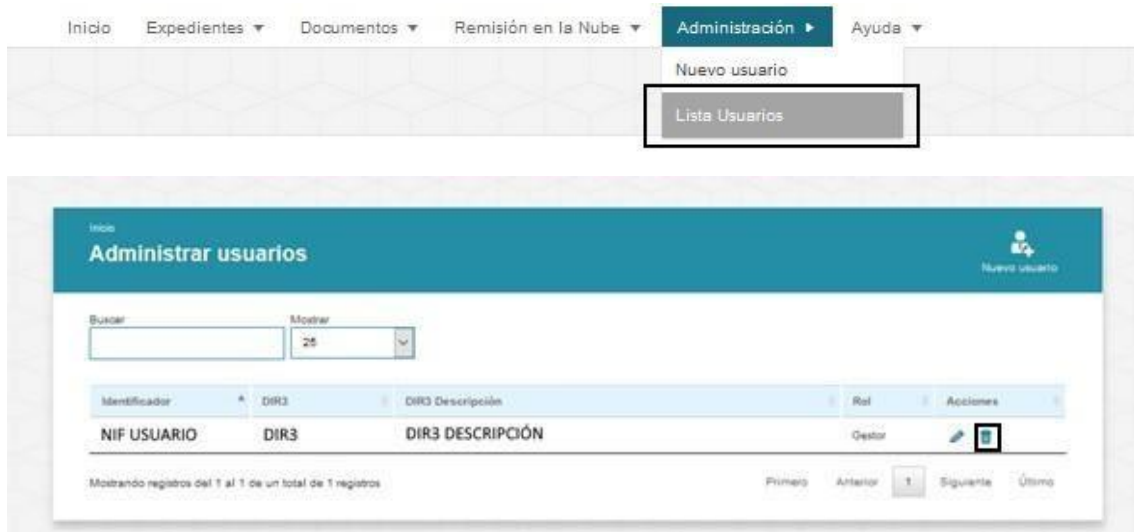 Inicio Expedientes ▼ Documentos ▼ Remisión en la Nube ▼ Administración ▶ Ayuda ▼
Nuevo usuario
Lista Usuarios
Inicio
Administrar usuarios
Nuevo usuario
Buscar Mostrar
25
Identificador DIR3 DIR3 Descripción Rol Acciones
NIF USUARIO DIR3 DIR3 DESCRIPCIÓN Gestor
Mostrando registros del 1 al 1 de un total de 1 registros Primero Anterior 1 Siguiente Último